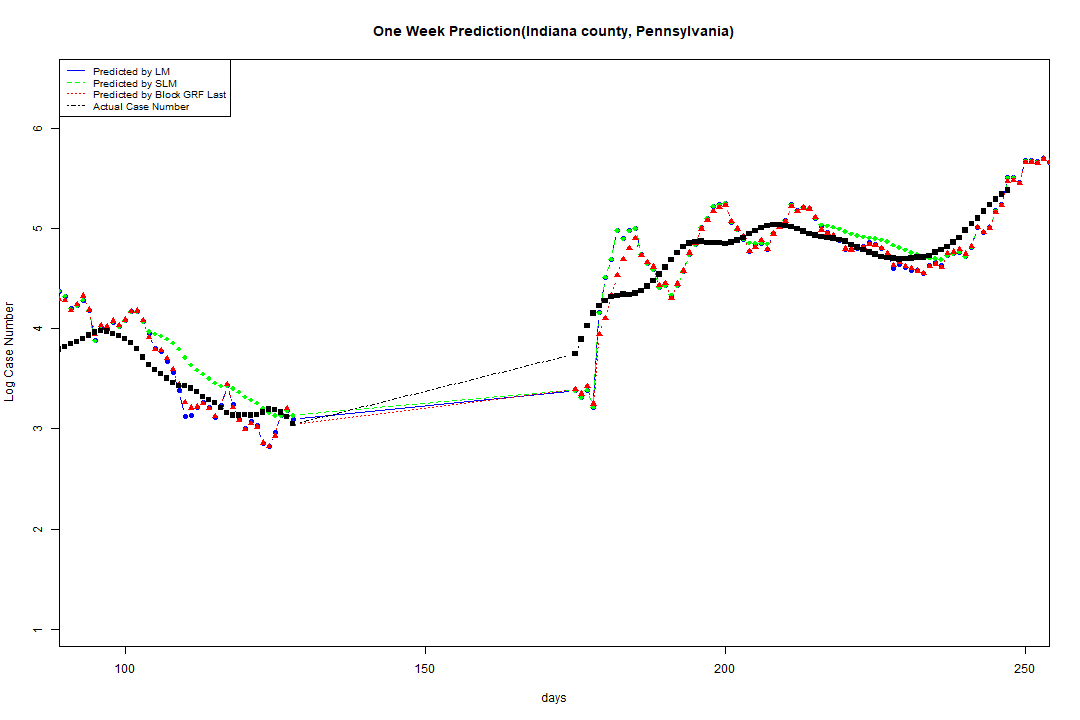 One Week Prediction(Indiana county, Pennsylvania)
Predicted by LM
Predicted by SLM
Predicted by Block GRF Last
Actual Case Number
6
5
4
3
2
1
Log Case Number
100 150 200 250
days